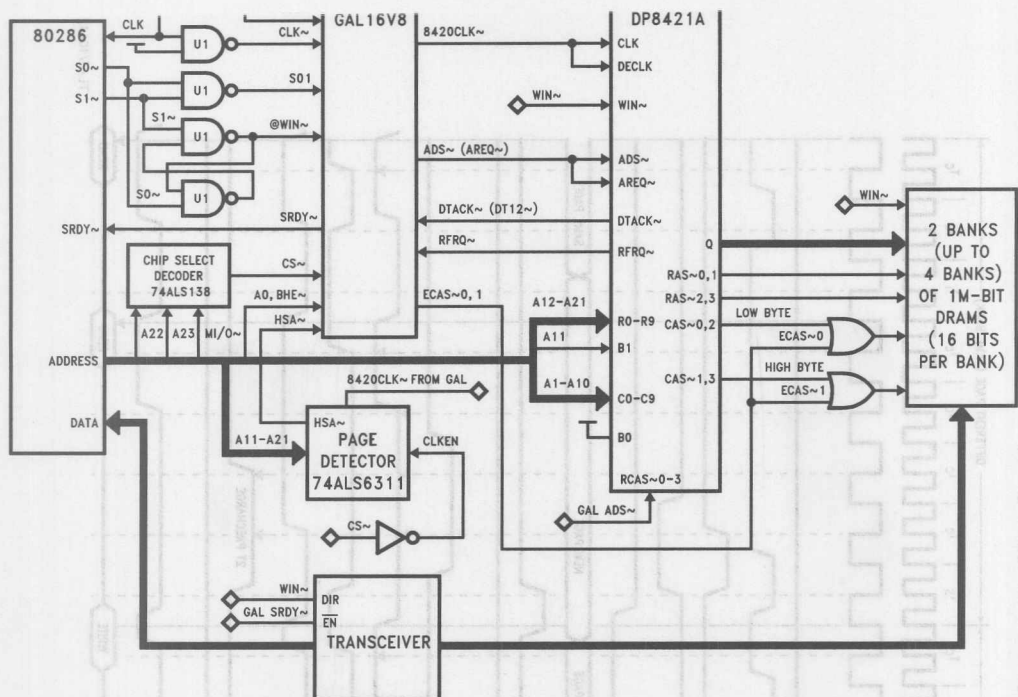 GAL16V8
DP8421A
80286
CLK
CLK~
8420CLK~
CLK
U1
DECLK
S0~
S01
U1
S1~
WIN~
WIN~
S1~
@WIN~
U1
ADS~ (AREQ~)
ADS~
AREQ~
S0~
U1
WIN~
DTACK~ (DT12~)
DTACK~
SRDY~
SRDY~
RFRQ~
RFRQ~
Q
2 BANKS
(UP TO
4 BANKS)
OF 1M-BIT
DRAMS
(16 BITS
PER BANK)
CHIP SELECT
DECODER
74ALS138
CS~
RAS~0,1
RAS~2,3
A0,BHE~
ECAS~0,1
A12-A21
R0-R9
CAS~0,2
LOW BYTE
A22
A23
MI/O~
HSA~
A11
B1
ECAS~0
ADDRESS
8420CLK~ FROM GAL
A1-A10
C0-C9
CAS~1,3
HIGH BYTE
ECAS~1
DATA
A11-A21
HSA~
PAGE
DETECTOR
74ALS6311
CLKEN
B0
RCAS~0-3
GAL ADS~
CS~
WIN~
DIR
GAL SRDY~
EN
TRANSCEIVER